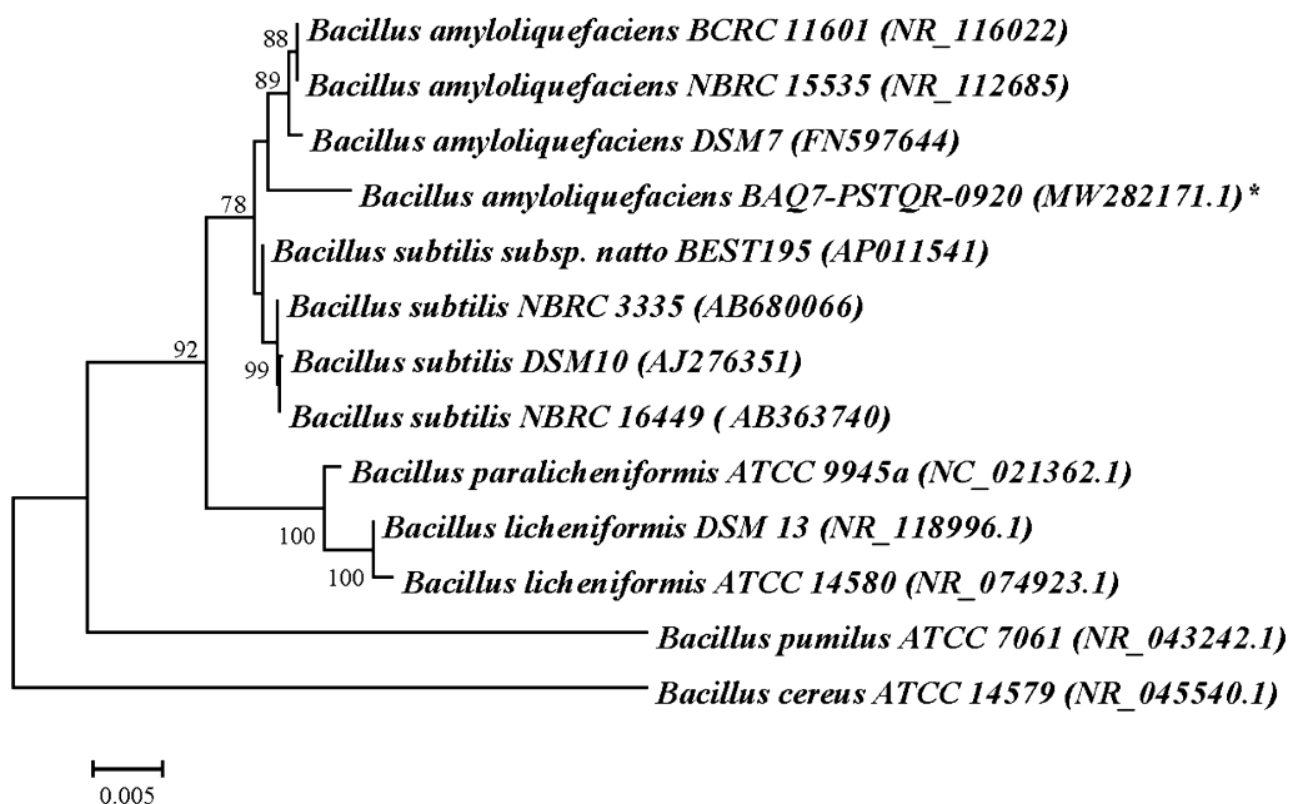 88
Bacillus amyloliquefaciens BCRC 11601 (NR_116022)
89
Bacillus amyloliquefaciens NBRC 15535 (NR_112685)
Bacillus amyloliquefaciens DSM7 (FN597644)
Bacillus amyloliquefaciens BAQ7-PSTQR-0920 (MW282171.1)*
78
Bacillus subtilis subsp. natto BEST195 (AP011541)
Bacillus subtilis NBRC 3335 (AB680066)
92
Bacillus subtilis DSM10 (AJ276351)
99
Bacillus subtilis NBRC 16449 ( AB363740)
Bacillus paralicheniformis ATCC 9945a (NC_021362.1)
100
Bacillus licheniformis DSM 13 (NR_118996.1)
100
Bacillus licheniformis ATCC 14580 (NR_074923.1)
Bacillus pumilus ATCC 7061 (NR_043242.1)
Bacillus cereus ATCC 14579 (NR_045540.1)
0.005